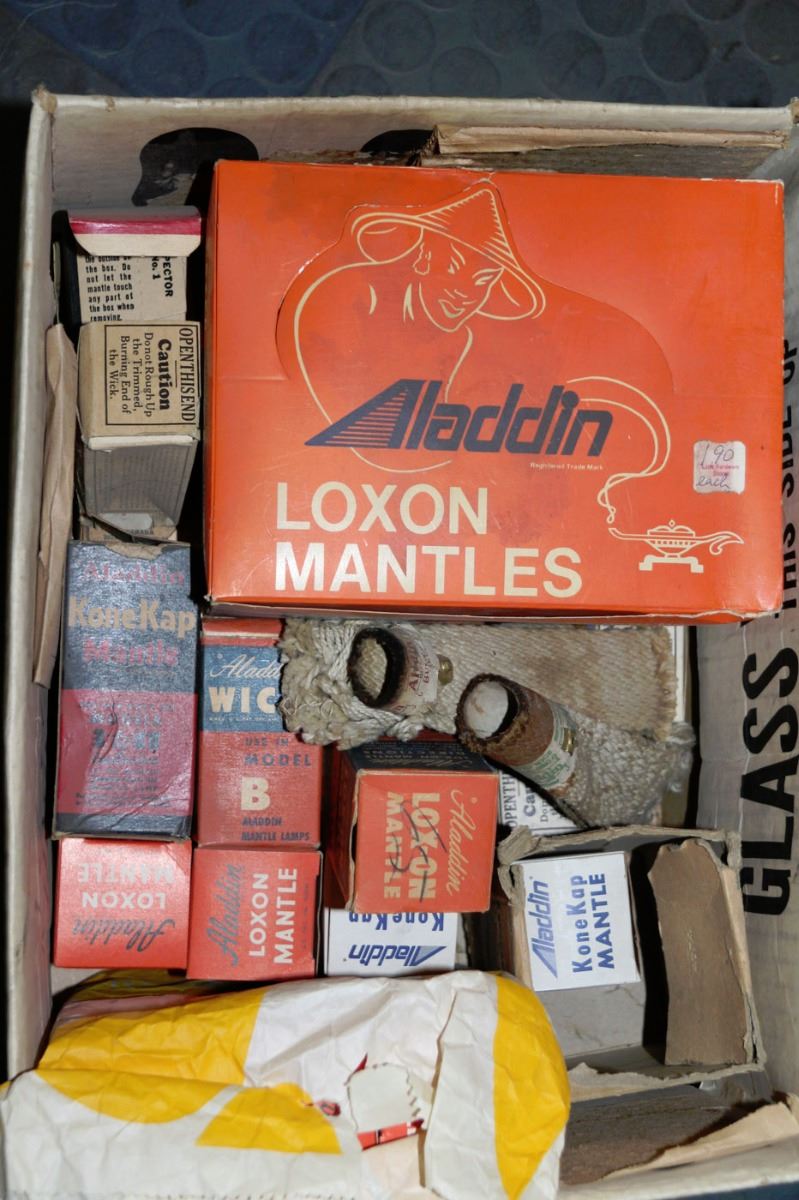 the box. Do
not let the
mantle touch
any part of
the box when
removing.
No. 1
OPEN THIS END
Caution
Do not Rough Up
the Trimmed,
Burning End of
the Wick.
Aladdin
Registered Trade Mark
LOXON
MANTLES
1.90
each
GLASS THIS SIDE UP
Aladdin
KoneKap
Mantle
Aladdin
WIC
USE IN
MODEL
B
ALADDIN
MANTLE LAMPS
Aladdin
LOXON
MANTLE
Aladdin
LOXON
MANTLE
Aladdin
LOXON
MANTLE
Aladdin
KoneKap
Aladdin
KoneKap
MANTLE